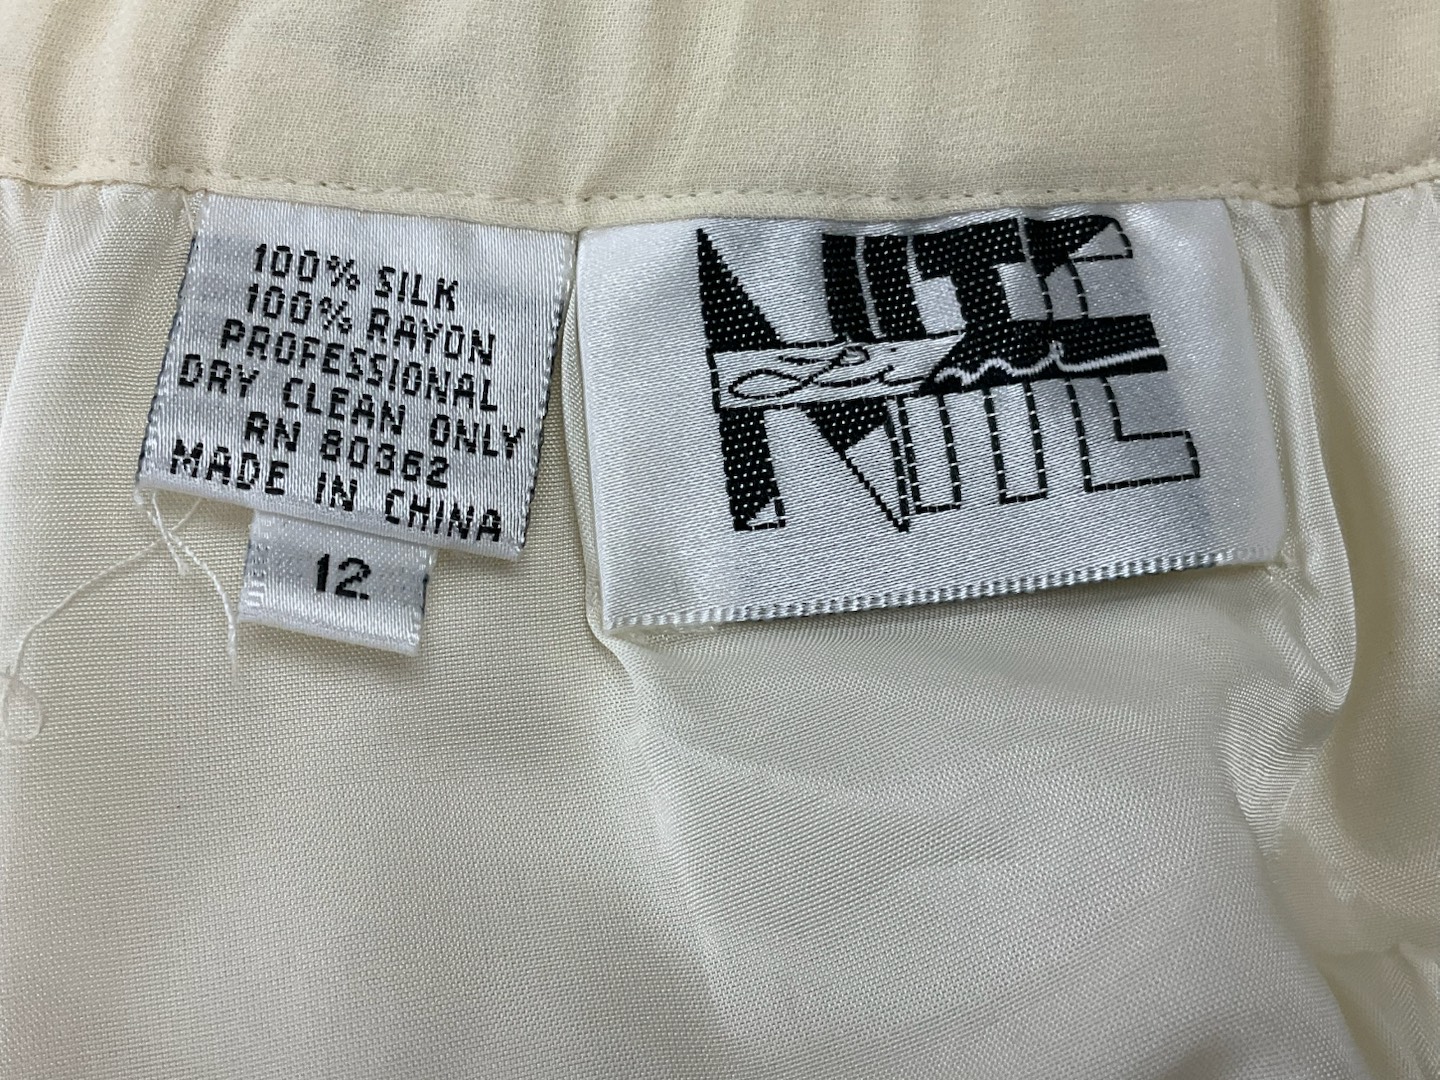 100% SILK
100% RAYON
PROFESSIONAL
DRY CLEAN ONLY
RN 80362
MADE IN CHINA
12
NITE
NITE